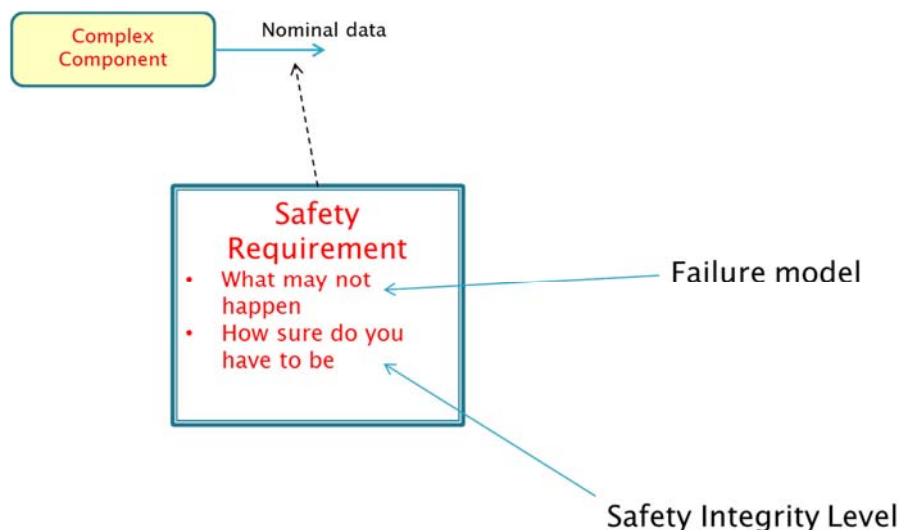 Complex
Component
Nominal data
Safety
Requirement
• What may not
happen
• How sure do you
have to be
Failure model
Safety Integrity Level